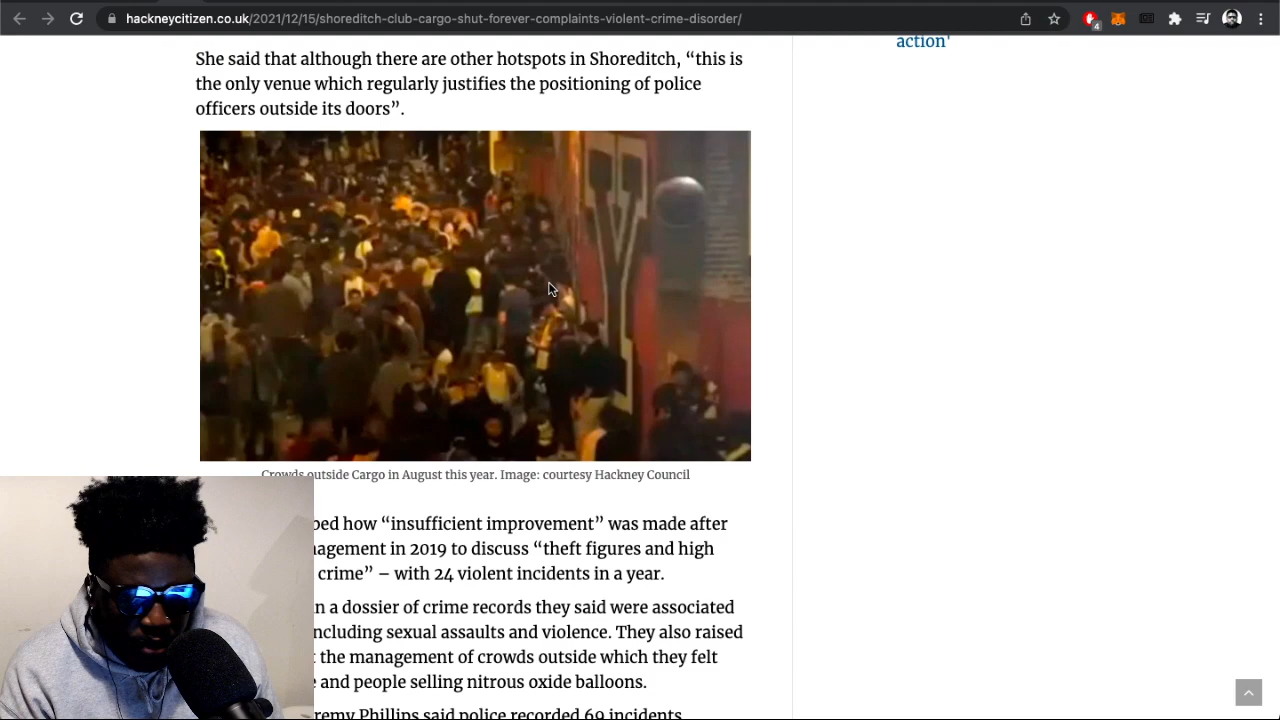 hackneycitizen.co.uk/2021/12/15/shoreditch-club-cargo-shut-forever-complaints-violent-crime-disorder/
4
action'
She said that although there are other hotspots in Shoreditch, “this is
the only venue which regularly justifies the positioning of police
officers outside its doors”.
Crowds outside Cargo in August this year. Image: courtesy Hackney Council
how “insufficient improvement” was made after
in 2019 to discuss “theft figures and high
crime” – with 24 violent incidents in a year.
a dossier of crime records they said were associated
including sexual assaults and violence. They also raised
the management of crowds outside which they felt
and people selling nitrous oxide balloons.
Phillips said police recorded 69 incidents